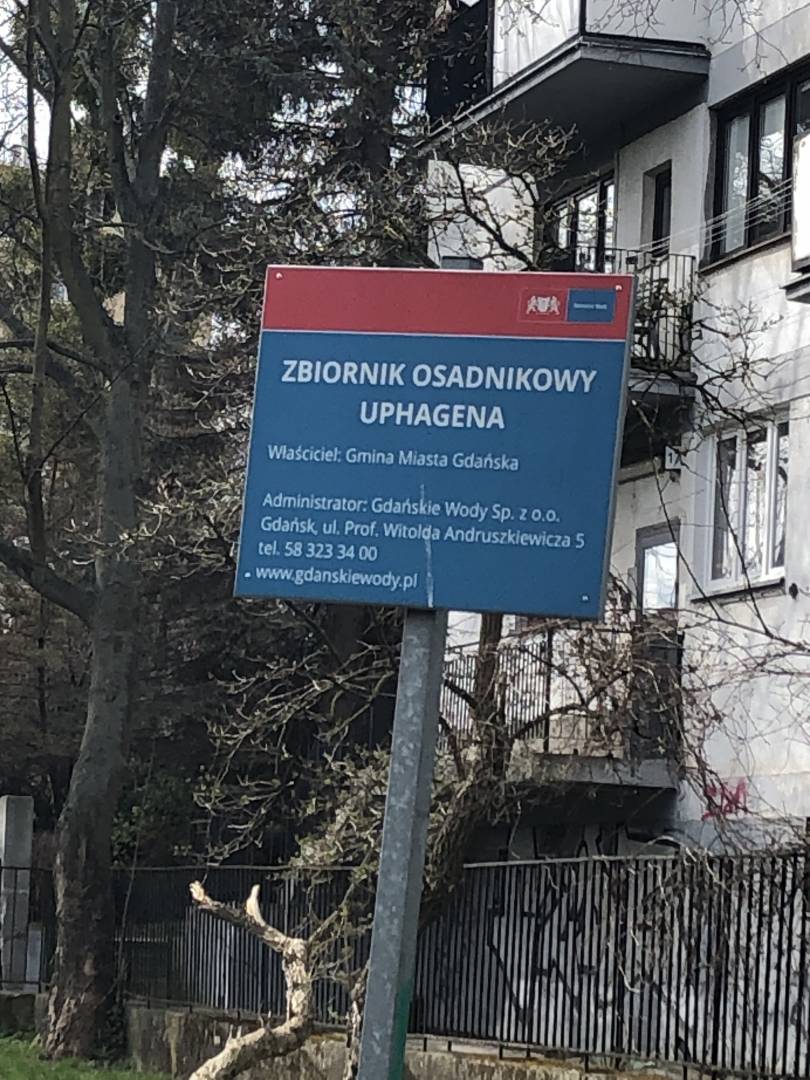 ZBIORNIK OSADNIKOWY
UPHAGENA
Właściciel: Gmina Miasta Gdańska
Administrator: Gdańskie Wody Sp. z o.o.
Gdańsk, ul. Prof. Witolda Andruszkiewicza 5
tel. 58 323 34 00
www.gdanskiewody.pl